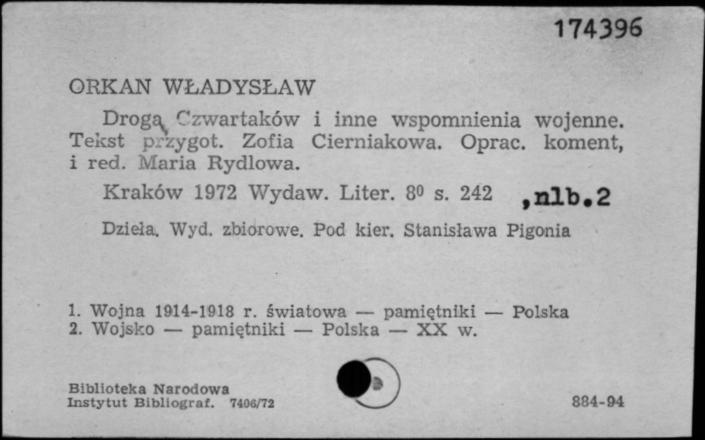 174396
ORKAN WŁADYSŁAW
Drogą Czwartaków i inne wspomnienia wojenne.
Tekst przygot. Zofia Cierniakowa. Oprac. koment,
i red. Maria Rydlowa.
Kraków 1972 Wydaw. Liter. 8⁰ s. 242 ,nlb.2
Dzieła. Wyd. zbiorowe. Pod kier. Stanisława Pigonia
1. Wojna 1914-1918 r. światowa — pamiętniki — Polska
2. Wojsko — pamiętniki — Polska — XX w.
Biblioteka Narodowa
Instytut Bibliograf. 7406/72
884-94